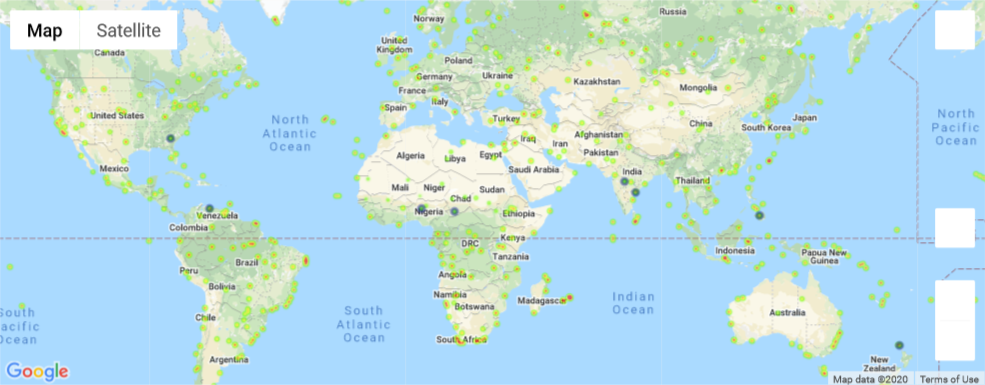 Map
Satellite
Canada
United States
Mexico
Venezuela
Colombia
Peru
Brazil
Bolivia
Chile
Argentina
North
Atlantic
Ocean
South
Atlantic
Ocean
Norway
United
Kingdom
Poland
Germany
Ukraine
France
Italy
Spain
Turkey
Russia
Kazakhstan
Mongolia
China
South Korea
Japan
Afghanistan
Iraq
Iran
Pakistan
India
Thailand
Algeria
Libya
Egypt
Saudi Arabia
Mali
Niger
Sudan
Chad
Nigeria
Ethiopia
DRC
Kenya
Tanzania
Angola
Namibia
Botswana
Madagascar
South Africa
Indian
Ocean
Indonesia
Papua New
Guinea
Australia
New
Zealand
North
Pacific
Ocean
South
acific
Ocean
Google
Map data ©2020
Terms of Use